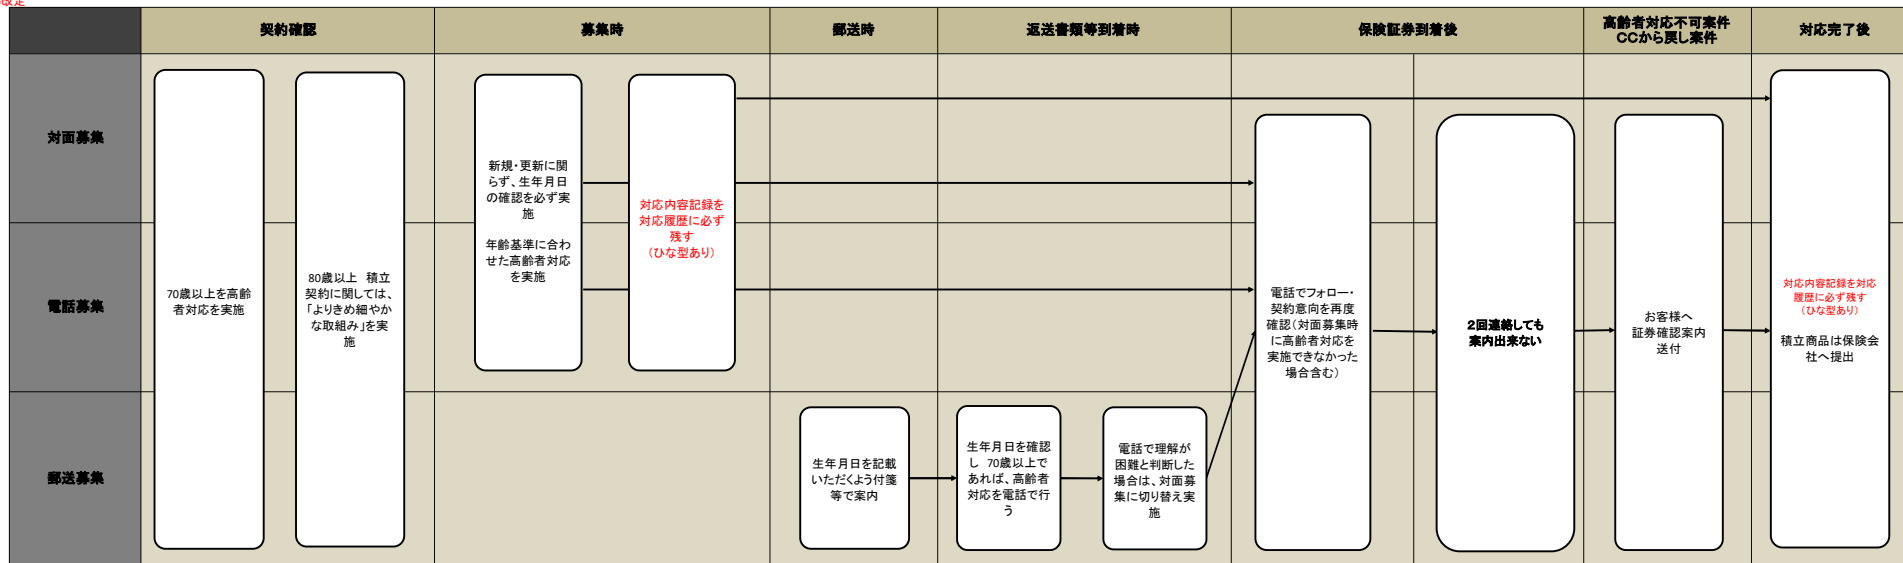 改定
契約確認
募集時
郵送時
返送書類等到着時
保険証券到着後
高齢者対応不可案件
CCから戻し案件
対応完了後
対面募集
電話募集
郵送募集
70歳以上を高齢
者対応を実施
80歳以上　積立
契約に関しては、
「よりきめ細やか
な取組み」を実
施
新規・更新に関
らず、生年月日
の確認を必ず実
施
年齢基準に合わ
せた高齢者対応
を実施
対応内容記録を
対応履歴に必ず
残す
（ひな型あり）
生年月日を記載
いただくよう付箋
等で案内
生年月日を確認
し　70歳以上で
あれば、高齢者
対応を電話で行
う
電話で理解が
困難と判断した
場合は、対面募
集に切り替え実
施
電話でフォロー・
契約意向を再度
確認（対面募集時
に高齢者対応を
実施できなかった
場合含む）
2回連絡しても
案内出来ない
お客様へ
証券確認案内
送付
対応内容記録を対応
履歴に必ず残す
（ひな型あり）
積立商品は保険会
社へ提出